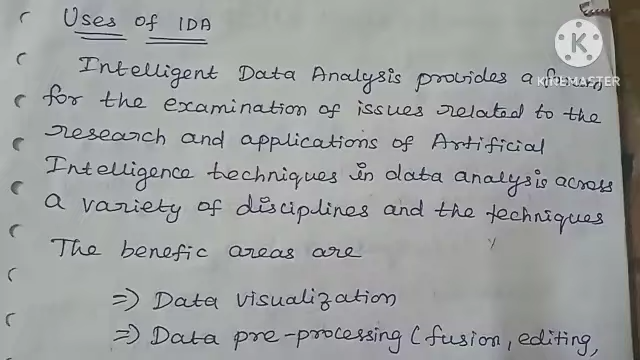 Uses of IDA
Intelligent Data Analysis provides a forum
for the examination of issues related to the
research and applications of Artificial
Intelligence techniques in data analysis across
a variety of disciplines and the techniques
The benefic areas are
⇒ Data visualization
⇒ Data pre-processing (fusion, editing,
KINEMASTER